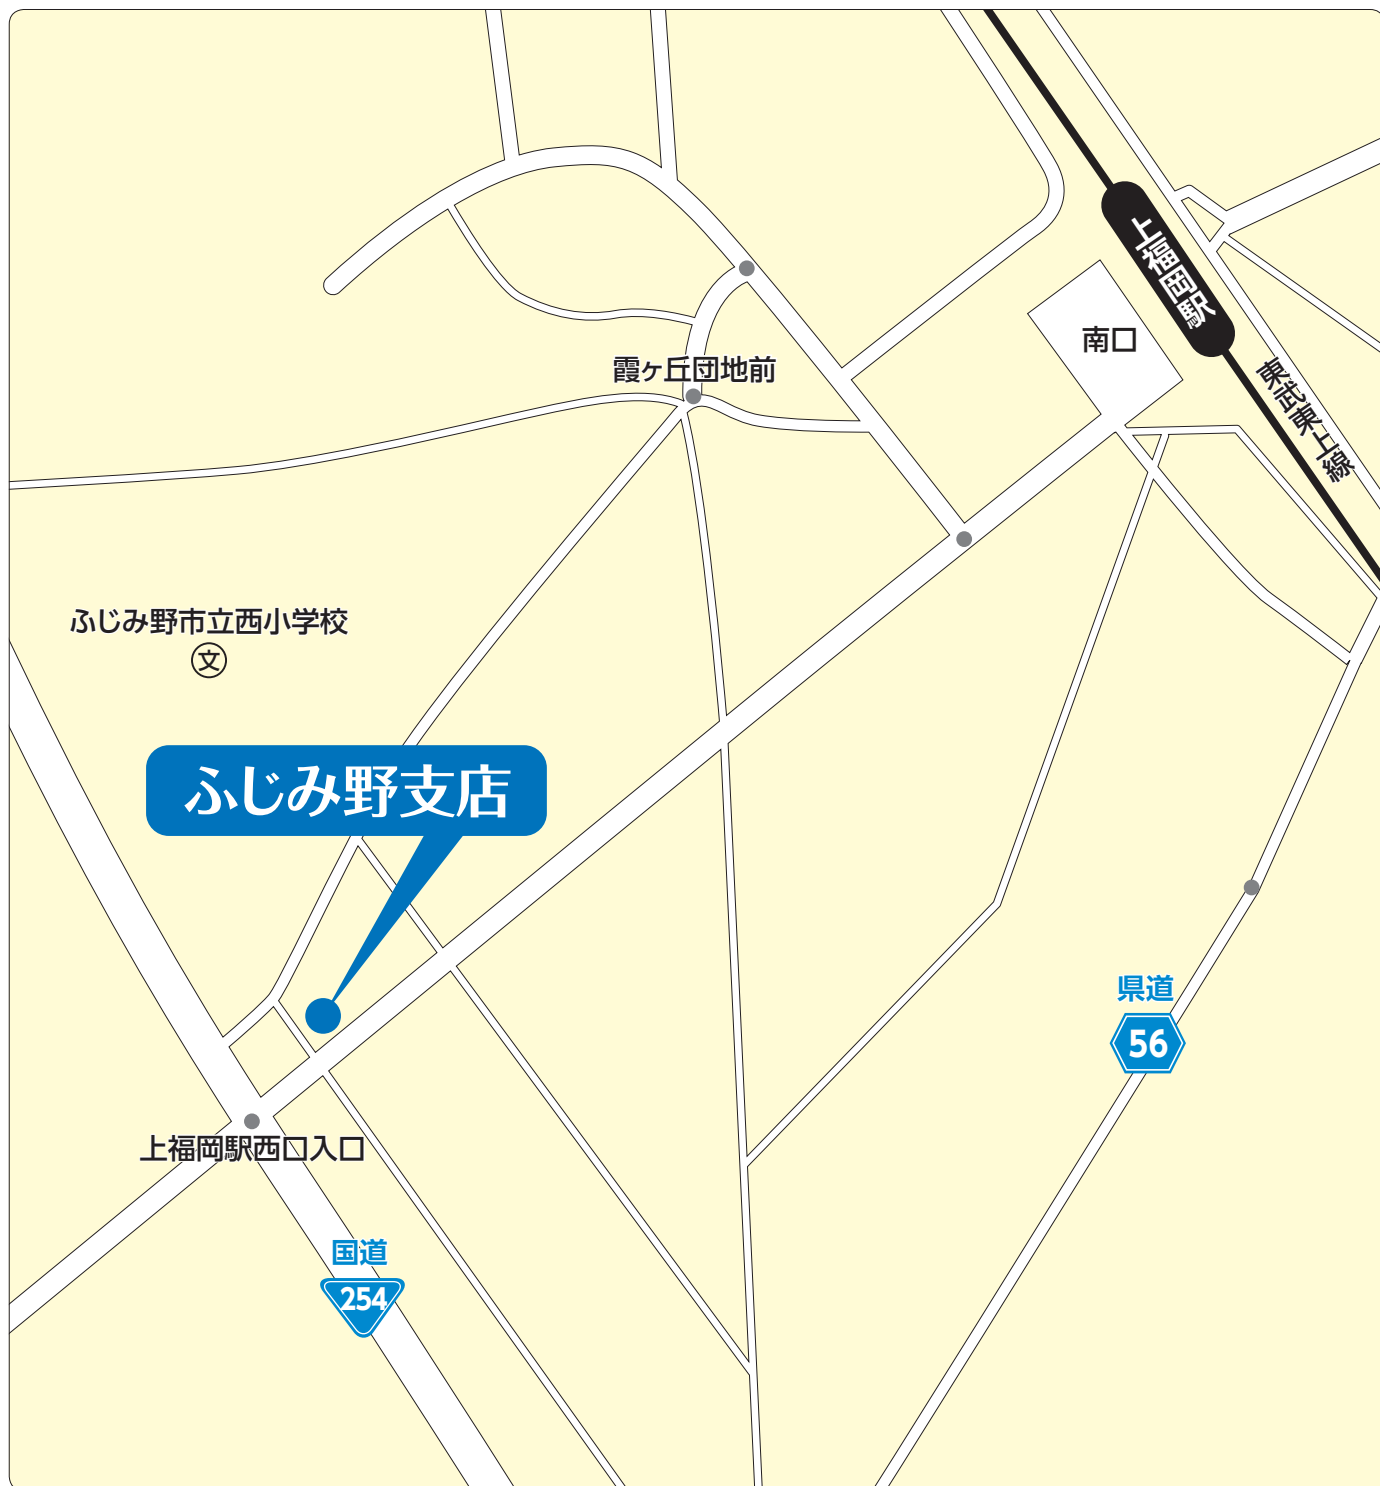 上福岡駅
南口
東武東上線
霞ヶ丘団地前
ふじみ野市立西小学校
文
ふじみ野支店
県道
56
上福岡駅西口入口
国道
254